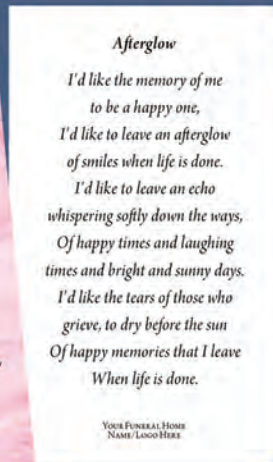 Afterglow
I'd like the memory of me
to be a happy one,
I'd like to leave an afterglow
of smiles when life is done.
I'd like to leave an echo
whispering softly down the ways,
Of happy times and laughing
times and bright and sunny days.
I'd like the tears of those who
grieve, to dry before the sun
Of happy memories that I leave
When life is done.
YOUR FUNERAL HOME
NAME/LOGO HERE